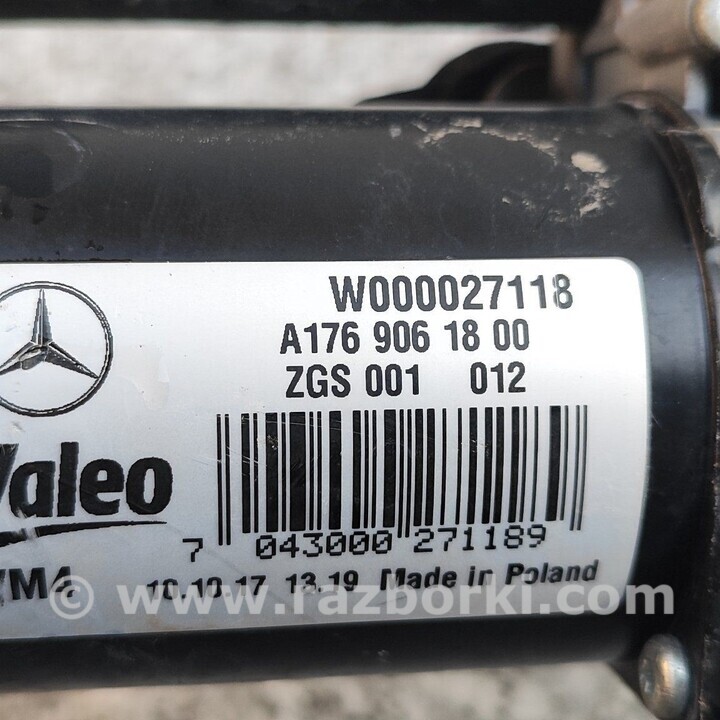 W000027118
A176 906 18 00
ZGS 001 012
Valeo
7 043000 271189
10.10.17 13.19 Made in Poland
© www.razborki.com